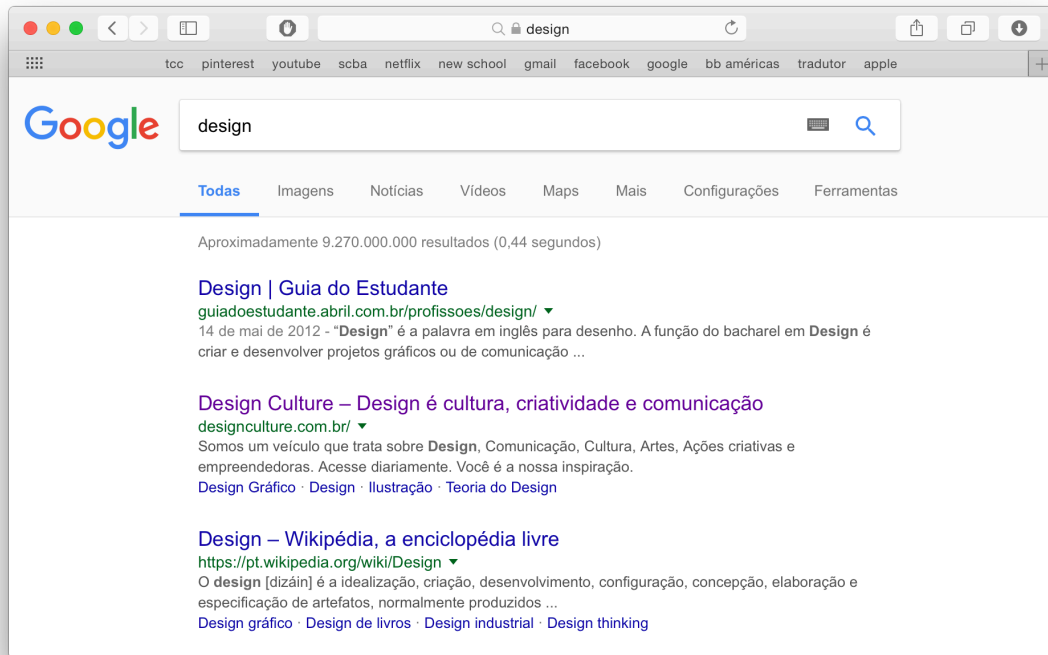 design
tcc pinterest youtube scba netflix new school gmail facebook google bb américas tradutor apple
Google
design
Todas Imagens Notícias Vídeos Maps Mais Configurações Ferramentas
Aproximadamente 9.270.000.000 resultados (0,44 segundos)
Design | Guia do Estudante
guiadoestudante.abril.com.br/profissoes/design/
14 de mai de 2012 - “Design” é a palavra em inglês para desenho. A função do bacharel em Design é
criar e desenvolver projetos gráficos ou de comunicação ...
Design Culture – Design é cultura, criatividade e comunicação
designculture.com.br/
Somos um veículo que trata sobre Design, Comunicação, Cultura, Artes, Ações criativas e
empreendedoras. Acesse diariamente. Você é a nossa inspiração.
Design Gráfico · Design · Ilustração · Teoria do Design
Design – Wikipédia, a enciclopédia livre
https://pt.wikipedia.org/wiki/Design
O design [dizáin] é a idealização, criação, desenvolvimento, configuração, concepção, elaboração e
especificação de artefatos, normalmente produzidos ...
Design gráfico · Design de livros · Design industrial · Design thinking